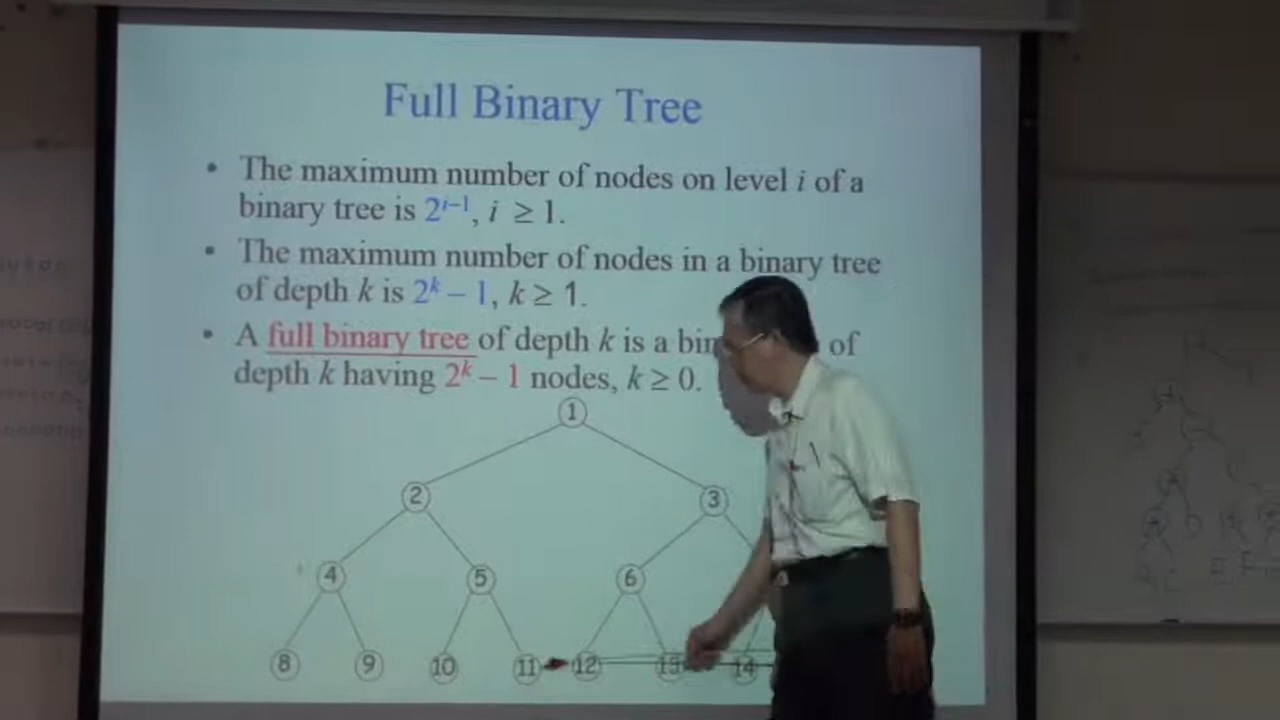 Full Binary Tree
• The maximum number of nodes on level i of a
binary tree is 2^{i–1}, i ≥ 1.
• The maximum number of nodes in a binary tree
of depth k is 2^k – 1, k ≥ 1.
• A full binary tree of depth k is a bin of
depth k having 2^k – 1 nodes, k ≥ 0.
1
2 3
4 5 6
8 9 10 11 12 13 14